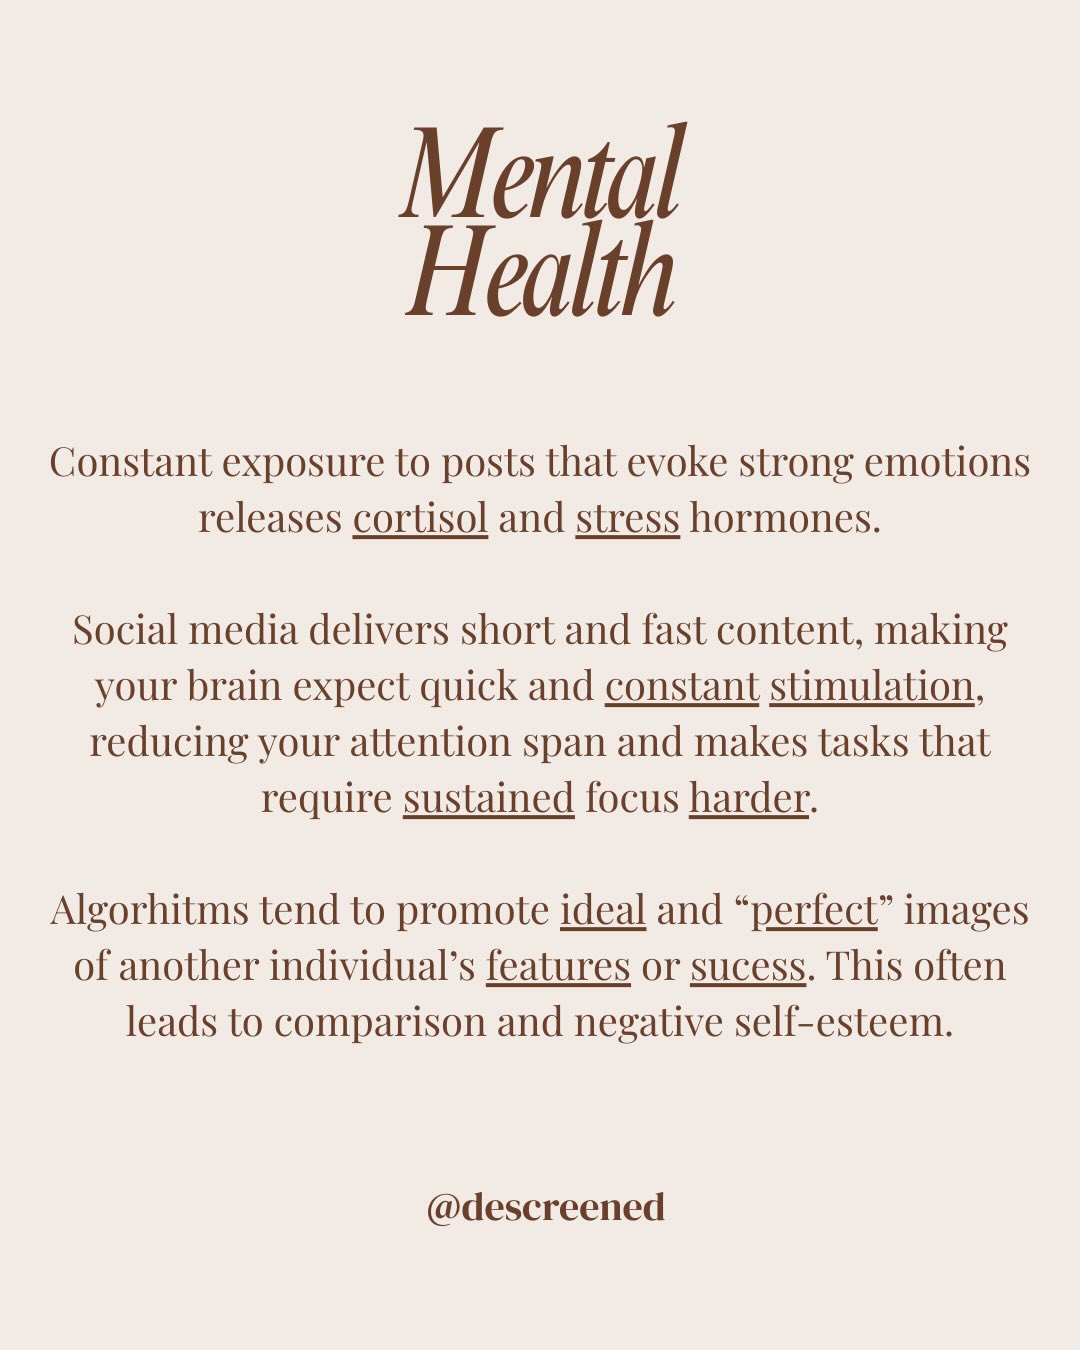 Mental
Health
Constant exposure to posts that evoke strong emotions
releases cortisol and stress hormones.
Social media delivers short and fast content, making
your brain expect quick and constant stimulation,
reducing your attention span and makes tasks that
require sustained focus harder.
Algorhitms tend to promote ideal and “perfect” images
of another individual’s features or sucess. This often
leads to comparison and negative self-esteem.
@descreened